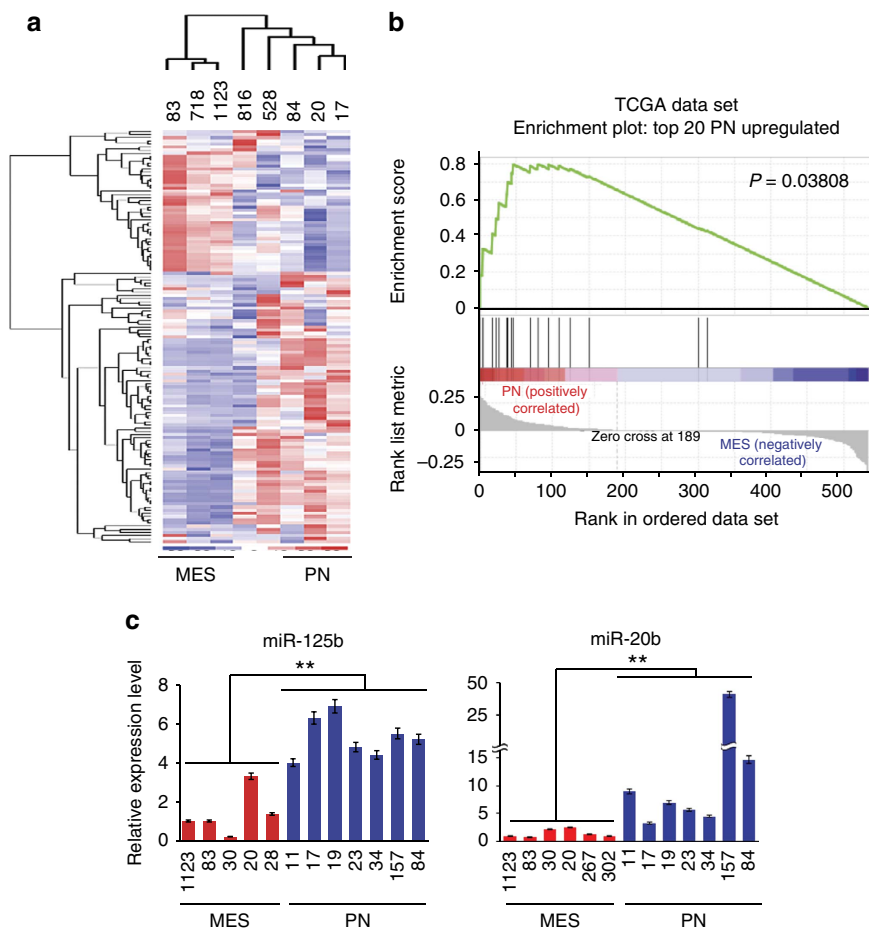 a
83 718 1123 816 528 84 20 17
MES PN
b
TCGA data set
Enrichment plot: top 20 PN upregulated
Enrichment score
0.8
0.6
0.4
0.2
0
P = 0.03808
Rank list metric
0.25
0
−0.25
PN (positively
correlated)
Zero cross at 189
MES (negatively
correlated)
0 100 200 300 400 500
Rank in ordered data set
c
miR-125b
**
Relative expression level
8
6
4
2
0
1123 83 30 20 28 11 17 19 23 34 157 84
MES PN
miR-20b
**
50
25
15
10
5
0
1123 83 30 20 267 302 11 17 19 23 34 157 84
MES PN